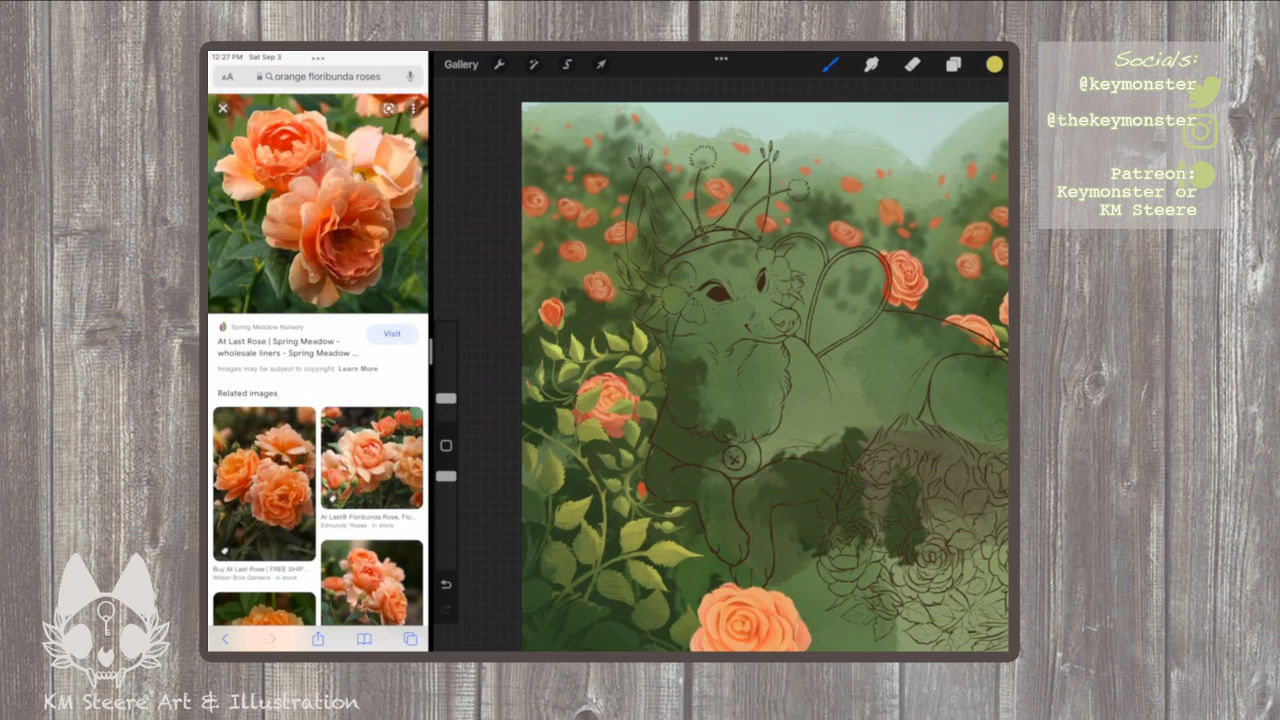 12:27 PM Sat Sep 3
AA
orange floribunda roses
Spring Meadow Nursery
Visit
At Last Rose | Spring Meadow -
wholesale liners - Spring Meadow ...
Images may be subject to copyright. Learn More
Related images
At Last® Floribunda Rose, Flo...
Edmunds' Roses · In stock
Buy At Last Rose | FREE SHIP...
Wilson Bros Gardens · In stock
Gallery
Socials:
@keymonster
@thekeymonster
Patreon:
Keymonster or
KM Steere
KM Steere Art & Illustration